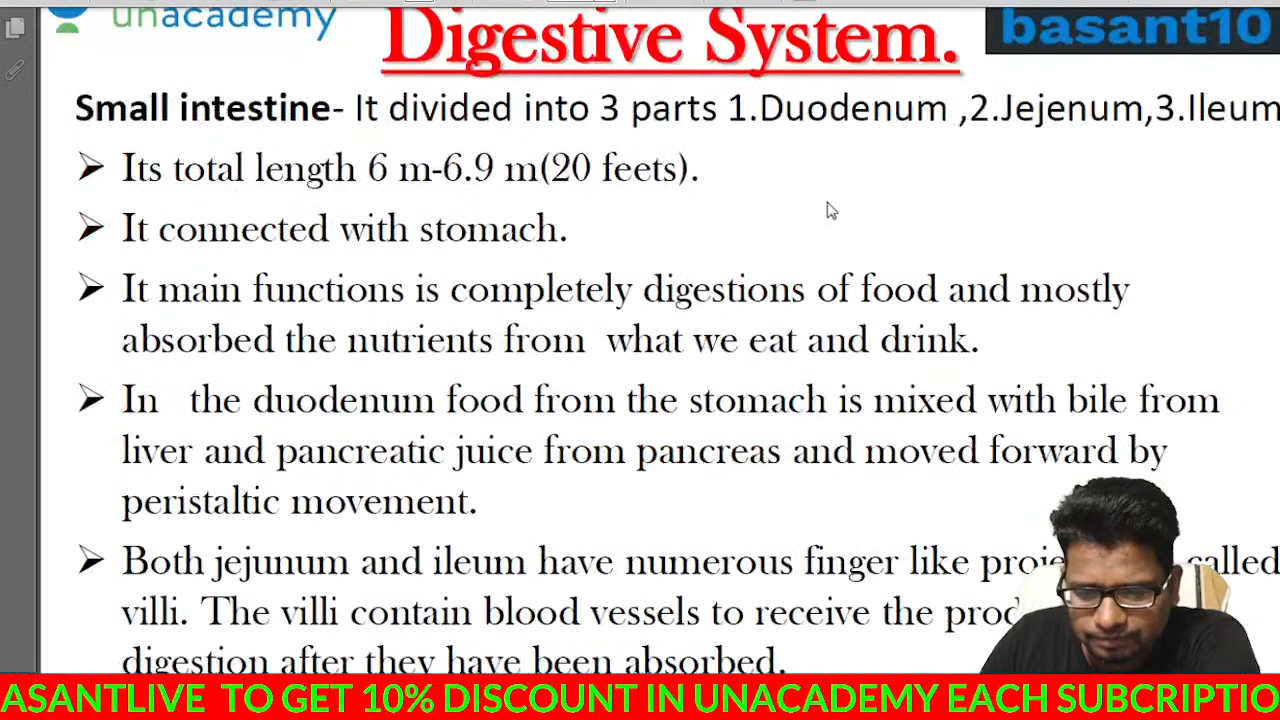 unacademy
Digestive System.
basant10
Small intestine- It divided into 3 parts 1.Duodenum ,2.Jejenum,3.Ileum
Its total length 6 m-6.9 m(20 feets).
It connected with stomach.
It main functions is completely digestions of food and mostly
absorbed the nutrients from what we eat and drink.
In the duodenum food from the stomach is mixed with bile from
liver and pancreatic juice from pancreas and moved forward by
peristaltic movement.
Both jejunum and ileum have numerous finger like called
villi. The villi contain blood vessels to receive the
digestion after they have been absorbed.
ASANTLIVE TO GET 10% DISCOUNT IN UNACADEMY EACH SUBCRIPTIO